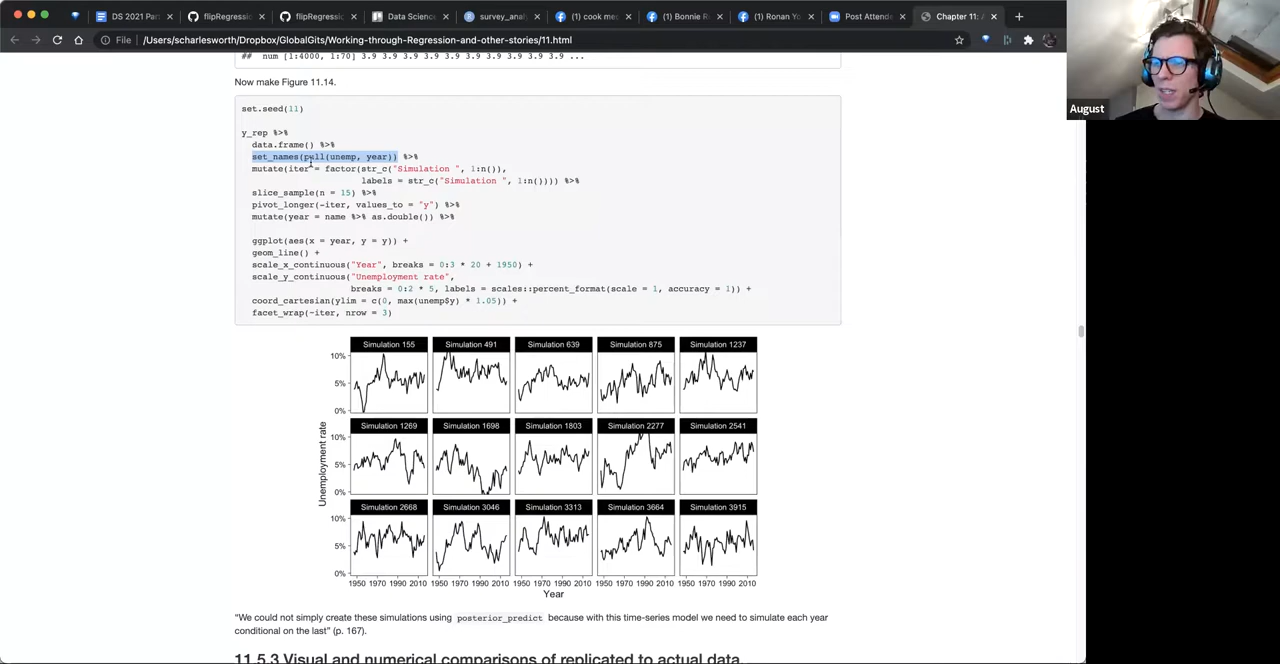 DS 2021 Par
flipRegressi
flipRegressi
Data Scienc
survey_anal
(1) cook me
(1) Bonnie R
(1) Ronan Yo
Post Attende
Chapter 11:
File | /Users/scharlesworth/Dropbox/GlobalGits/Working-through-Regression-and-other-stories/11.html
August
## num [1:4000, 1:70] 3.9 3.9 3.9 3.9 3.9 3.9 3.9 3.9 3.9 3.9 ...
Now make Figure 11.14.
set.seed(11)
y_rep %>%
data.frame() %>%
set_names(pull(unemp, year)) %>%
mutate(iter = factor(str_c("Simulation ", 1:n()),
labels = str_c("Simulation ", 1:n()))) %>%
slice_sample(n = 15) %>%
pivot_longer(-iter, values_to = "y") %>%
mutate(year = name %>% as.double()) %>%
ggplot(aes(x = year, y = y)) +
geom_line() +
scale_x_continuous("Year", breaks = 0:3 * 20 + 1950) +
scale_y_continuous("Unemployment rate",
breaks = 0:2 * 5, labels = scales::percent_format(scale = 1, accuracy = 1)) +
coord_cartesian(ylim = c(0, max(unemp$y) * 1.05)) +
facet_wrap(~iter, nrow = 3)
Simulation 155 Simulation 491 Simulation 639 Simulation 875 Simulation 1237
10%
5%
0%
Simulation 1269 Simulation 1698 Simulation 1803 Simulation 2277 Simulation 2541
10%
5%
0%
Simulation 2668 Simulation 3046 Simulation 3313 Simulation 3664 Simulation 3915
10%
5%
0%
Unemployment rate
1950 1970 1990 2010 1950 1970 1990 2010 1950 1970 1990 2010 1950 1970 1990 2010 1950 1970 1990 2010
Year
"We could not simply create these simulations using posterior_predict because with this time-series model we need to simulate each year
conditional on the last" (p. 167).
11.5.3 Visual and numerical comparisons of replicated to actual data.